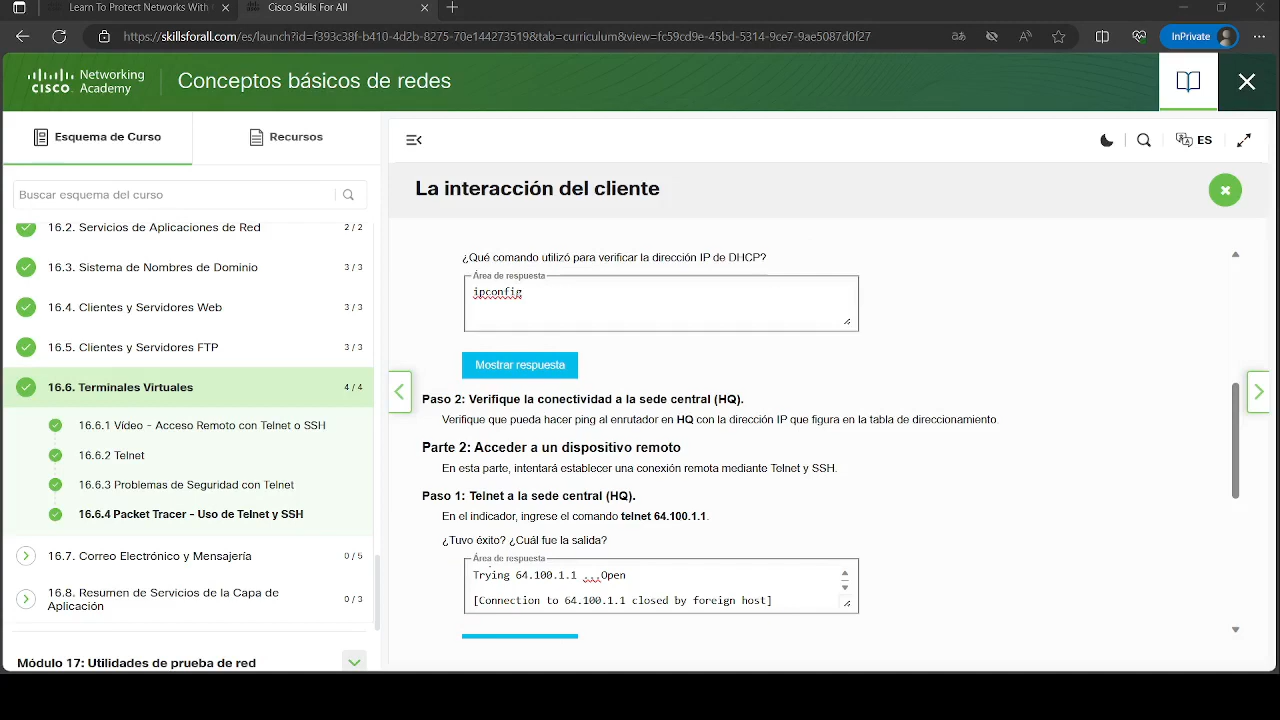 Learn To Protect Networks With
Cisco Skills For All
https://skillsforall.com/es/launch?id=f393c38f-b410-4d2b-8275-70e144273519&tab=curriculum&view=fc59cd9e-45bd-5314-9ce7-9ae5087d0f27
InPrivate
CISCO Networking Academy
Conceptos básicos de redes
Esquema de Curso
Recursos
ES
Buscar esquema del curso
La interacción del cliente
16.2. Servicios de Aplicaciones de Red 2 / 2
16.3. Sistema de Nombres de Dominio 3 / 3
16.4. Clientes y Servidores Web 3 / 3
16.5. Clientes y Servidores FTP 3 / 3
16.6. Terminales Virtuales 4 / 4
16.6.1 Vídeo - Acceso Remoto con Telnet o SSH
16.6.2 Telnet
16.6.3 Problemas de Seguridad con Telnet
16.6.4 Packet Tracer - Uso de Telnet y SSH
16.7. Correo Electrónico y Mensajería 0 / 5
16.8. Resumen de Servicios de la Capa de
Aplicación 0 / 3
Módulo 17: Utilidades de prueba de red
¿Qué comando utilizó para verificar la dirección IP de DHCP?
Área de respuesta
ipconfig
Mostrar respuesta
Paso 2: Verifique la conectividad a la sede central (HQ).
Verifique que pueda hacer ping al enrutador en HQ con la dirección IP que figura en la tabla de direccionamiento.
Parte 2: Acceder a un dispositivo remoto
En esta parte, intentará establecer una conexión remota mediante Telnet y SSH.
Paso 1: Telnet a la sede central (HQ).
En el indicador, ingrese el comando telnet 64.100.1.1.
¿Tuvo éxito? ¿Cuál fue la salida?
Área de respuesta
Trying 64.100.1.1 ...Open
[Connection to 64.100.1.1 closed by foreign host]